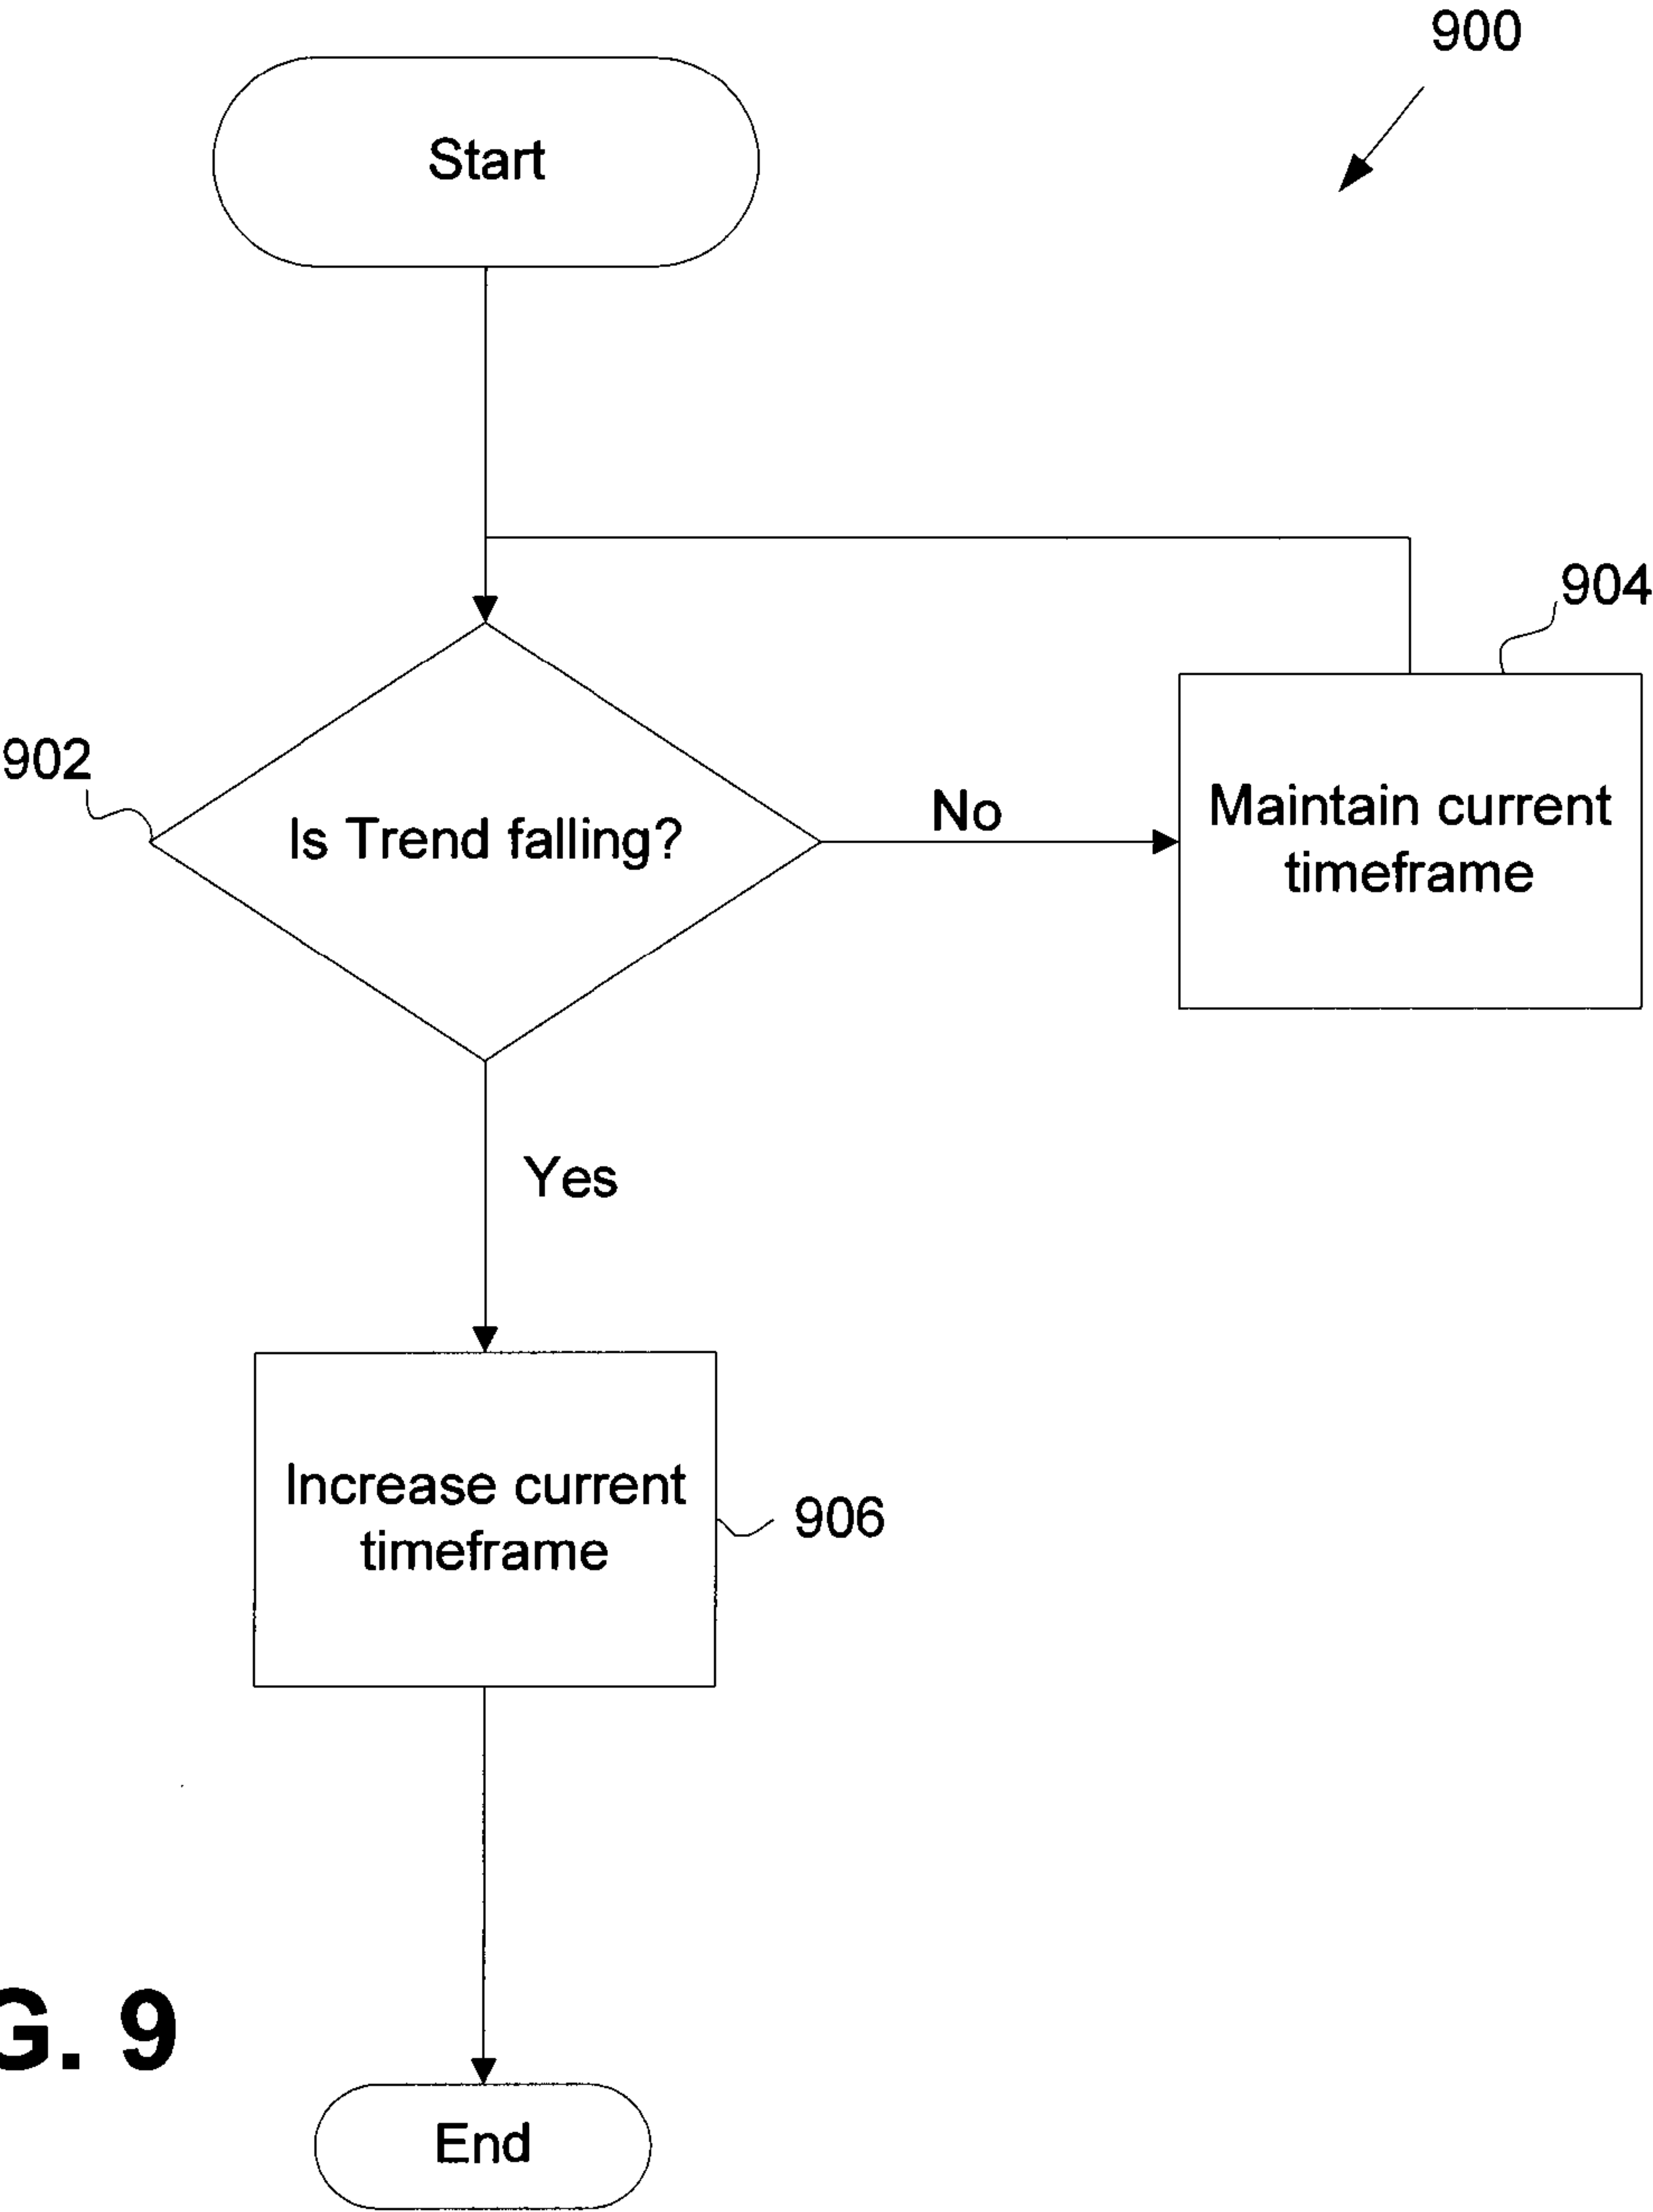 900
Start
904
902
Is Trend falling?
No
Maintain current
timeframe
Yes
Increase current
timeframe
906
G. 9
End